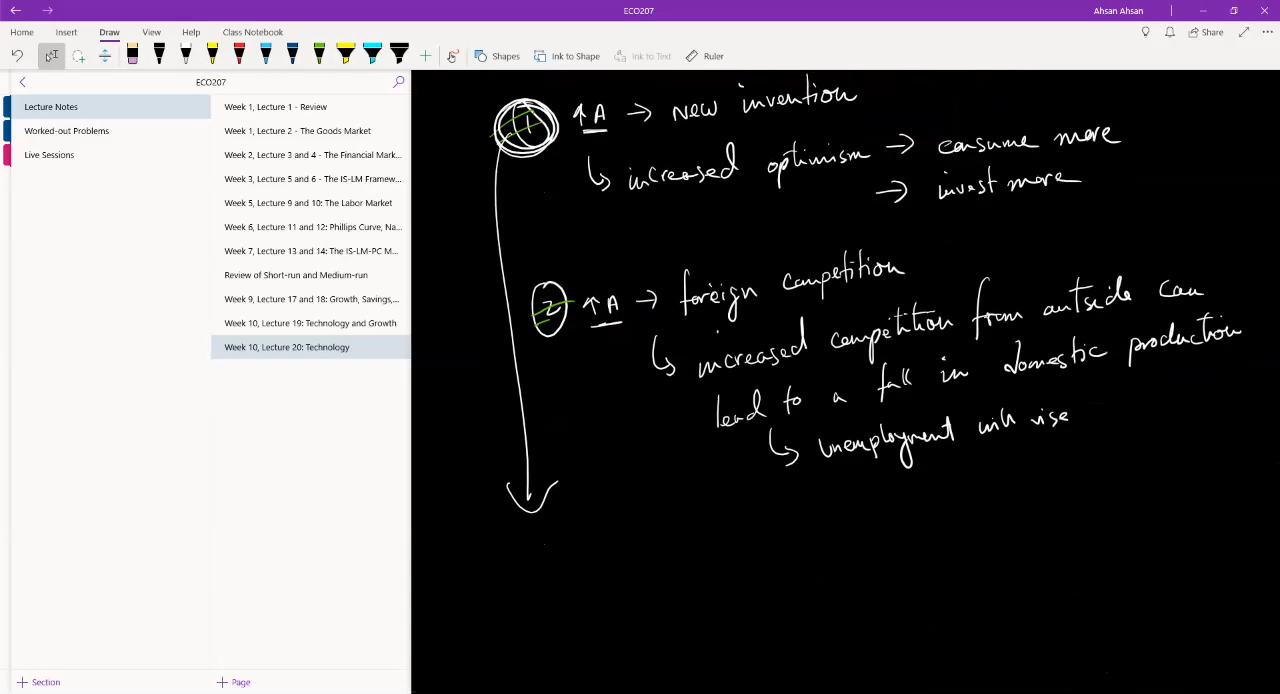 ECO207
Ahsan Ahsan
Home Insert Draw View Help Class Notebook
Share
Shapes Ink to Shape Ink to Text Ruler
ECO207
Lecture Notes
Worked-out Problems
Live Sessions
Week 1, Lecture 1 - Review
Week 1, Lecture 2 - The Goods Market
Week 2, Lecture 3 and 4 - The Financial Mark...
Week 3, Lecture 5 and 6 - The IS-LM Framew...
Week 5, Lecture 9 and 10: The Labor Market
Week 6, Lecture 11 and 12: Phillips Curve, Na...
Week 7, Lecture 13 and 14: The IS-LM-PC M...
Review of Short-run and Medium-run
Week 9, Lecture 17 and 18: Growth, Savings,...
Week 10, Lecture 19: Technology and Growth
Week 10, Lecture 20: Technology
+ Section
+ Page
1 ↑ A → New invention
↳ increased optimism → consume more
→ invest more
2 ↑ A → foreign competition
↳ increased competition from outside can
lead to a fall in domestic production
↳ unemployment will rise